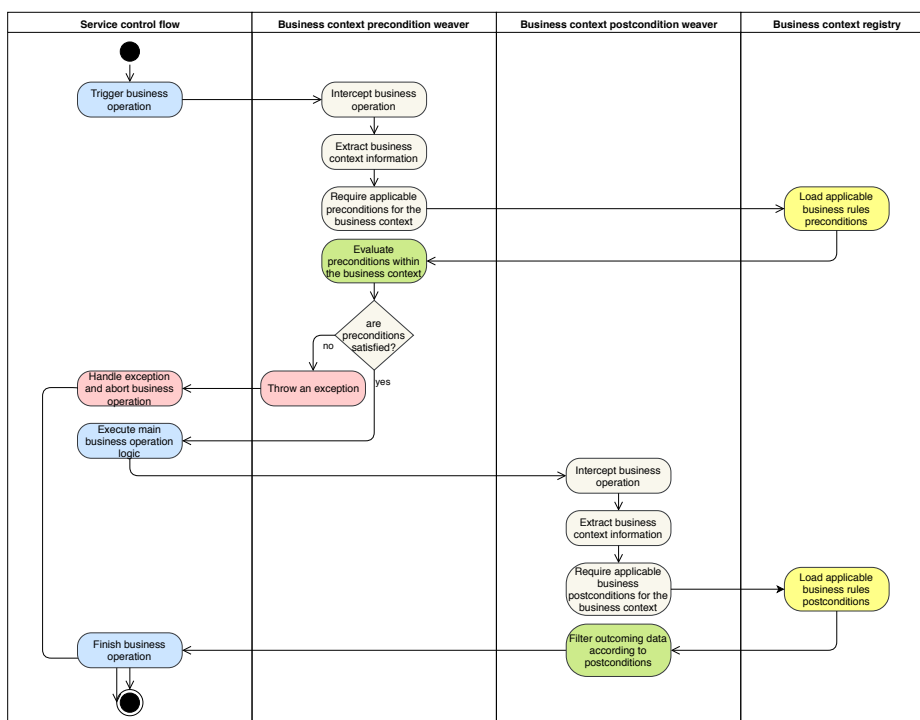 Service control flow
Business context precondition weaver
Business context postcondition weaver
Business context registry
Trigger business
operation
Intercept business
operation
Extract business
context information
Require applicable
preconditions for the
business context
Load applicable
business rules
preconditions
Evaluate
preconditions within
the business context
are
preconditions
satisfied?
no
yes
Handle exception
and abort business
operation
Throw an exception
Execute main
business operation
logic
Intercept business
operation
Extract business
context information
Require applicable
business
postconditions for the
business context
Load applicable
business rules
postconditions
Finish business
operation
Filter outcoming data
according to
postconditions